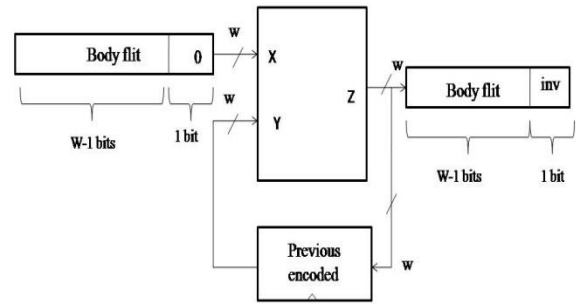 Body flit 0
w
X
w
Y
Z
w
Body flit inv
W-1 bits 1 bit
W-1 bits 1 bit
Previous
encoded
w